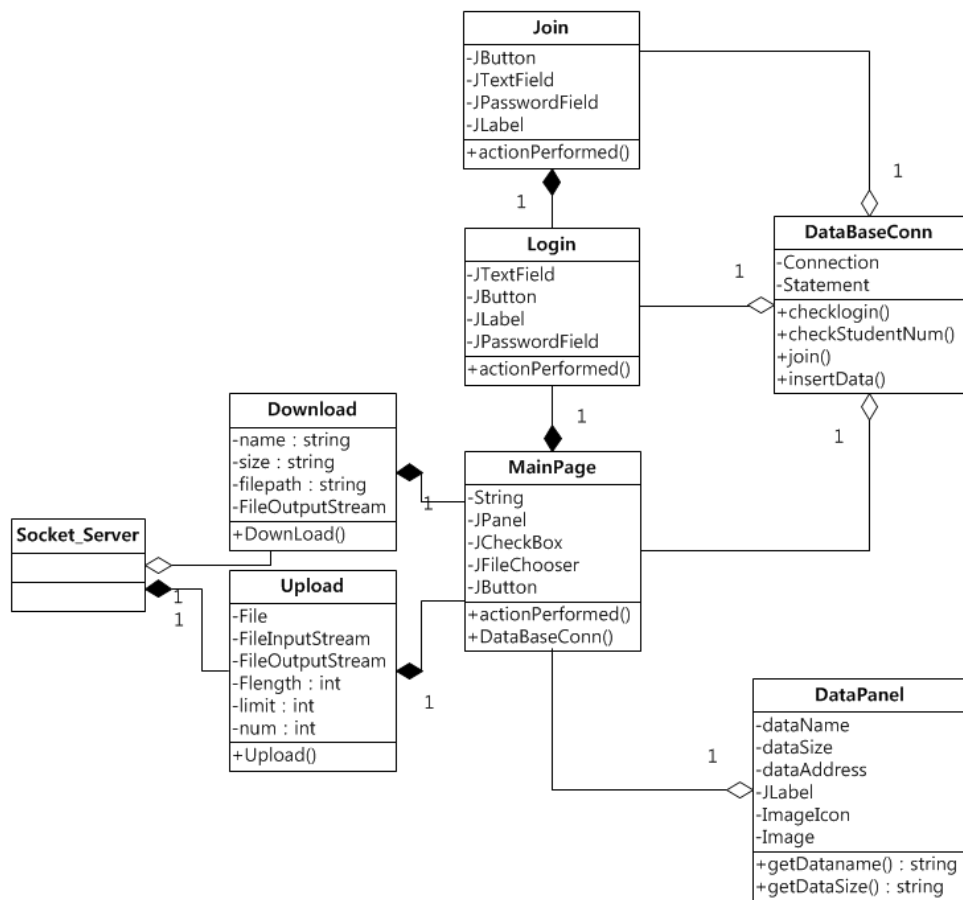 Join
-JButton
-JTextField
-JPasswordField
-JLabel
+actionPerformed()
1
1
Login
-JTextField
-JButton
-JLabel
-JPasswordField
+actionPerformed()
1
DataBaseConn
-Connection
-Statement
+checklogin()
+checkStudentNum()
+join()
+insertData()
1
1
Download
-name : string
-size : string
-filepath : string
-FileOutputStream
+DownLoad()
1
MainPage
-String
-JPanel
-JCheckBox
-JFileChooser
-JButton
+actionPerformed()
+DataBaseConn()
Socket_Server
1
1
Upload
-File
-FileInputStream
-FileOutputStream
-Flength : int
-limit : int
-num : int
+Upload()
1
1
DataPanel
-dataName
-dataSize
-dataAddress
-JLabel
-ImageIcon
-Image
+getDataname() : string
+getDataSize() : string